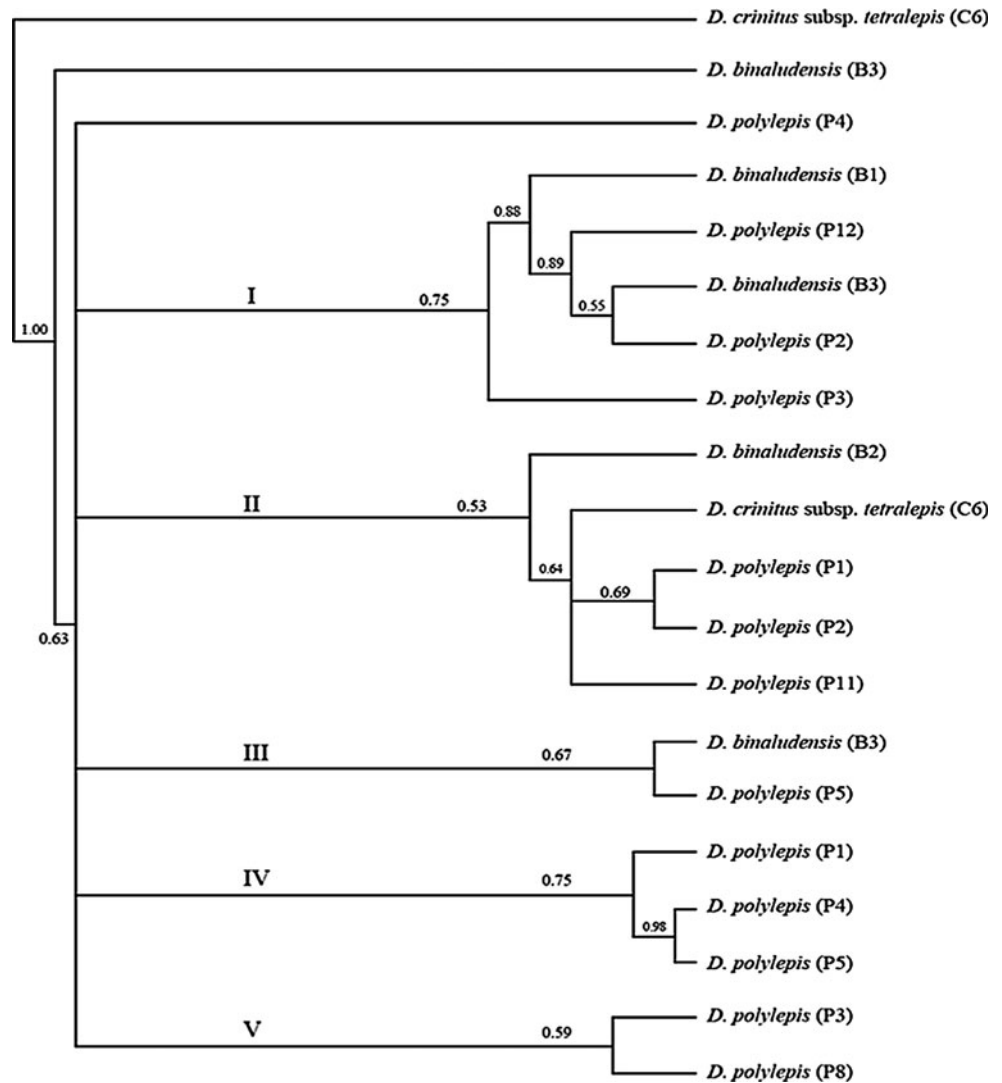 D. crinitus subsp. tetralepis (C6)
D. binaludensis (B3)
D. polylepis (P4)
D. binaludensis (B1)
0.88
D. polylepis (P12)
0.89
D. binaludensis (B3)
I
0.75
0.55
1.00
D. polylepis (P2)
D. polylepis (P3)
D. binaludensis (B2)
II
0.53
D. crinitus subsp. tetralepis (C6)
0.64
D. polylepis (P1)
0.69
D. polylepis (P2)
0.63
D. polylepis (P11)
D. binaludensis (B3)
III
0.67
D. polylepis (P5)
D. polylepis (P1)
IV
0.75
D. polylepis (P4)
0.98
D. polylepis (P5)
D. polylepis (P3)
V
0.59
D. polylepis (P8)